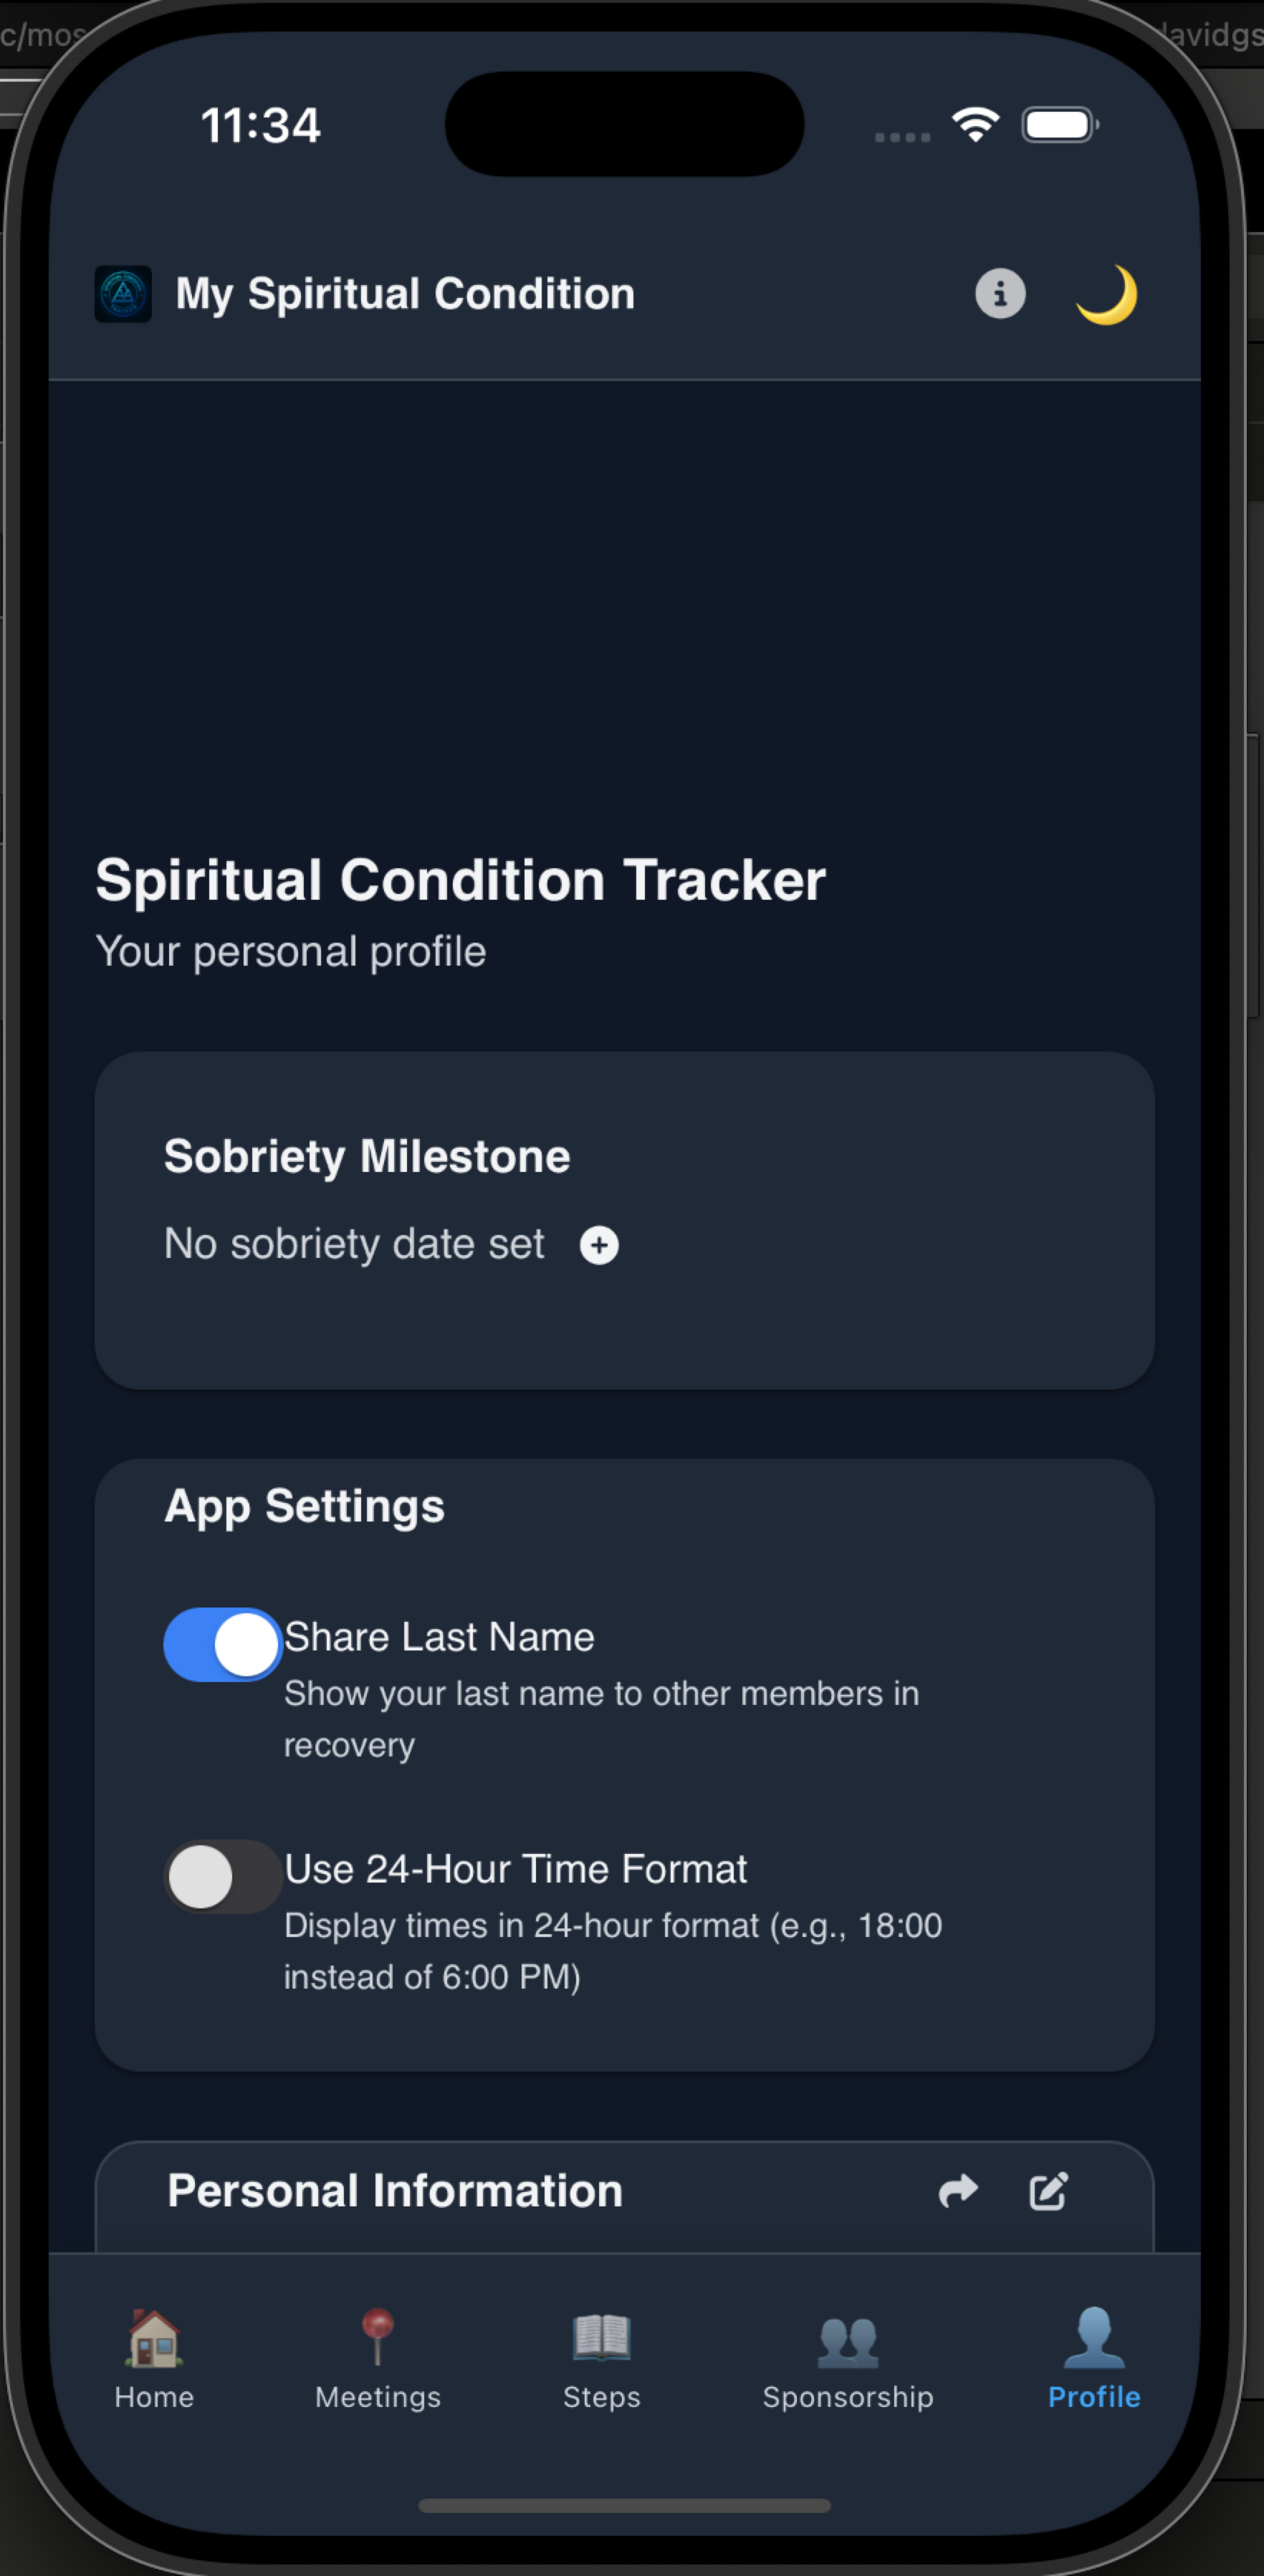 c/mos
avidgs
11:34
My Spiritual Condition
Spiritual Condition Tracker
Your personal profile
Sobriety Milestone
No sobriety date set
App Settings
Share Last Name
Show your last name to other members in
recovery
Use 24-Hour Time Format
Display times in 24-hour format (e.g., 18:00
instead of 6:00 PM)
Personal Information
Home
Meetings
Steps
Sponsorship
Profile